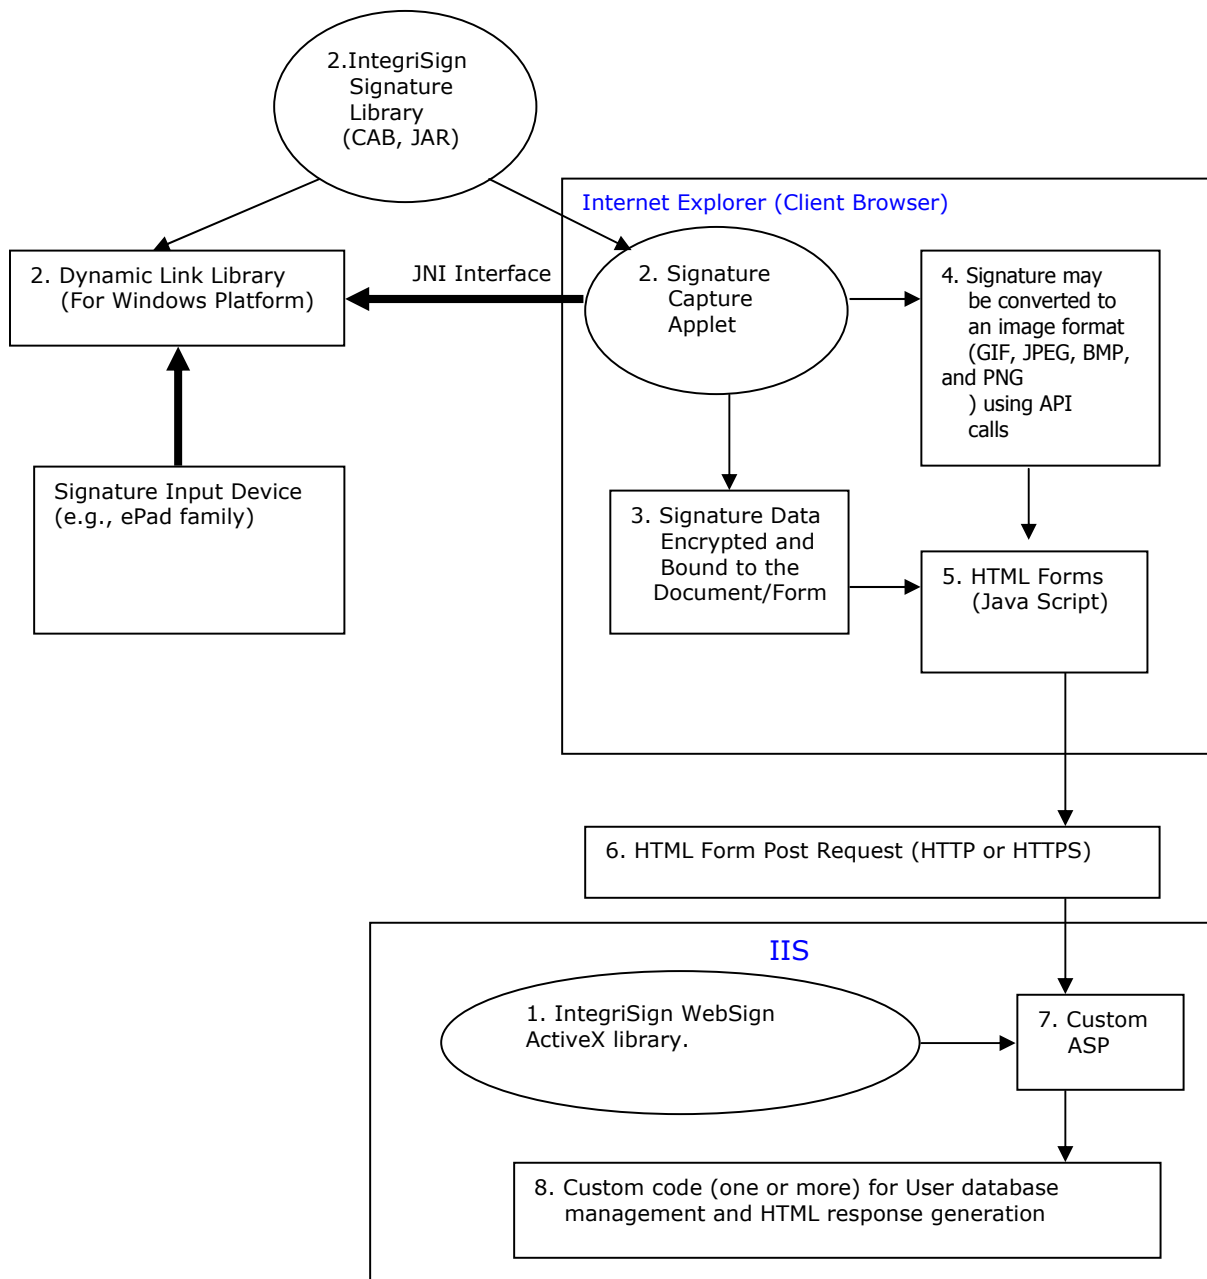 2.IntegriSign
Signature
Library
(CAB, JAR)
Internet Explorer (Client Browser)
2. Dynamic Link Library
(For Windows Platform)
JNI Interface
2. Signature
Capture
Applet
4. Signature may
be converted to
an image format
(GIF, JPEG, BMP,
and PNG
) using API
calls
Signature Input Device
(e.g., ePad family)
3. Signature Data
Encrypted and
Bound to the
Document/Form
5. HTML Forms
(Java Script)
6. HTML Form Post Request (HTTP or HTTPS)
IIS
1. IntegriSign WebSign
ActiveX library.
7. Custom
ASP
8. Custom code (one or more) for User database
management and HTML response generation